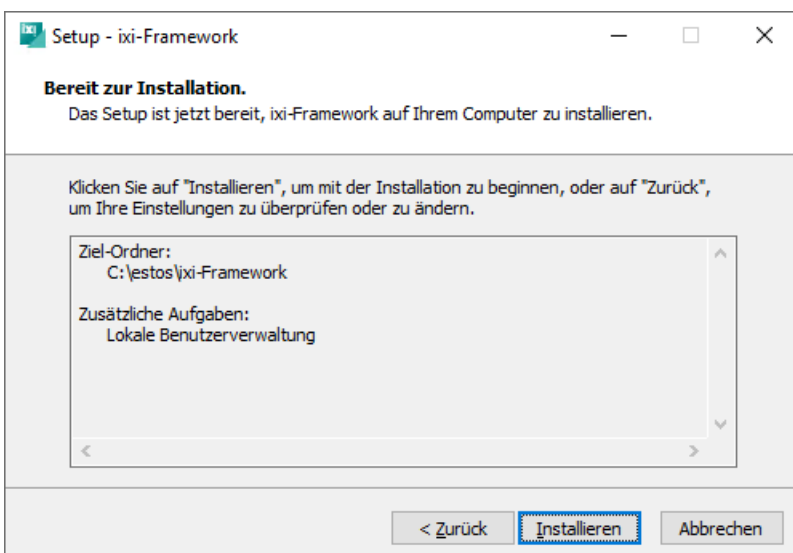 Setup - ixi-Framework
Bereit zur Installation.
Das Setup ist jetzt bereit, ixi-Framework auf Ihrem Computer zu installieren.
Klicken Sie auf "Installieren", um mit der Installation zu beginnen, oder auf "Zurück",
um Ihre Einstellungen zu überprüfen oder zu ändern.
Ziel-Ordner:
C:\estos\ixi-Framework
Zusätzliche Aufgaben:
Lokale Benutzerverwaltung
< Zurück
Installieren
Abbrechen